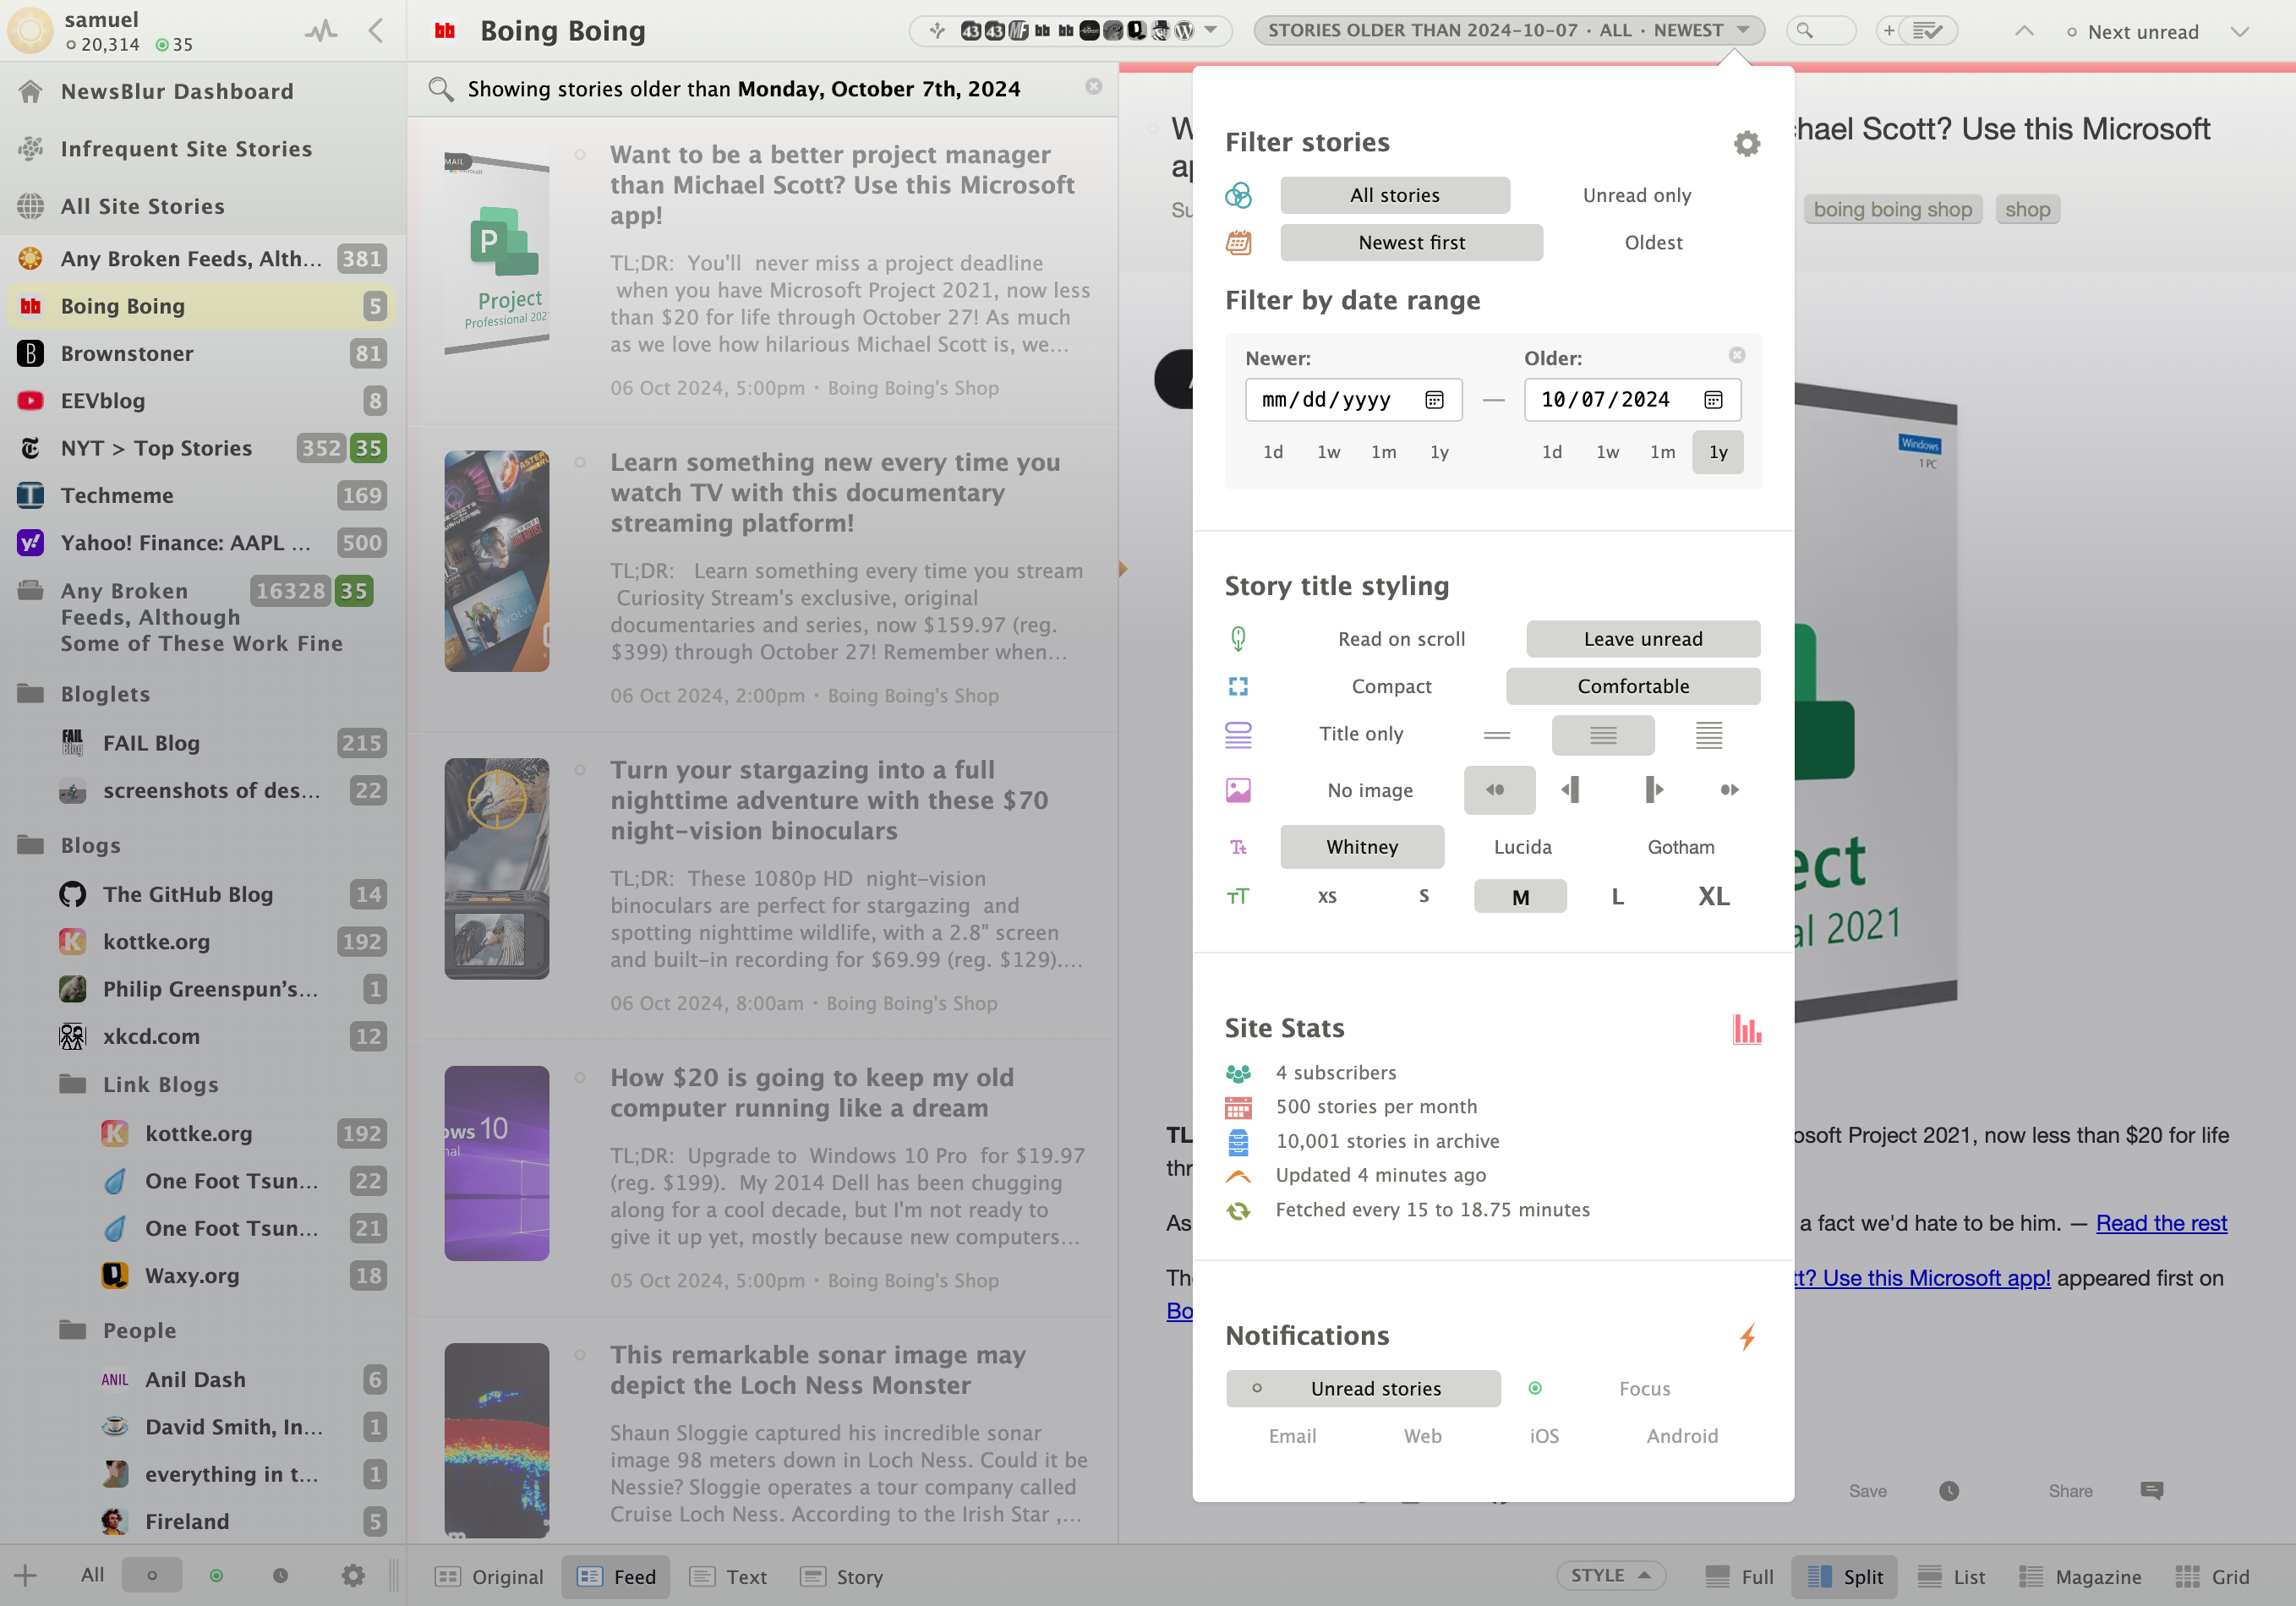 samuel
20,314 35
NewsBlur Dashboard
Infrequent Site Stories
All Site Stories
Any Broken Feeds, Alth... 381
Boing Boing 5
Brownstoner 81
EEVblog 8
NYT > Top Stories 352 35
Techmeme 169
Yahoo! Finance: AAPL ... 500
Any Broken 16328 35
Feeds, Although
Some of These Work Fine
Bloglets
FAIL Blog 215
screenshots of des... 22
Blogs
The GitHub Blog 14
kottke.org 192
Philip Greenspun’s... 1
xkcd.com 12
Link Blogs
kottke.org 192
One Foot Tsun... 22
One Foot Tsun... 21
Waxy.org 18
People
ANIL Anil Dash 6
David Smith, In... 1
everything in t... 1
Fireland 5
All
Boing Boing
STORIES OLDER THAN 2024-10-07 · ALL · NEWEST
Next unread
Showing stories older than Monday, October 7th, 2024
Want to be a better project manager
than Michael Scott? Use this Microsoft
app!
TL;DR: You'll never miss a project deadline
when you have Microsoft Project 2021, now less
than $20 for life through October 27! As much
as we love how hilarious Michael Scott is, we...
06 Oct 2024, 5:00pm · Boing Boing's Shop
Project
Professional 202
Learn something new every time you
watch TV with this documentary
streaming platform!
TL;DR: Learn something every time you stream
Curiosity Stream's exclusive, original
documentaries and series, now $159.97 (reg.
$399) through October 27! Remember when...
06 Oct 2024, 2:00pm · Boing Boing's Shop
Turn your stargazing into a full
nighttime adventure with these $70
night-vision binoculars
TL;DR: These 1080p HD night-vision
binoculars are perfect for stargazing and
spotting nighttime wildlife, with a 2.8" screen
and built-in recording for $69.99 (reg. $129)....
06 Oct 2024, 8:00am · Boing Boing's Shop
How $20 is going to keep my old
computer running like a dream
TL;DR: Upgrade to Windows 10 Pro for $19.97
(reg. $199). My 2014 Dell has been chugging
along for a cool decade, but I'm not ready to
give it up yet, mostly because new computers...
05 Oct 2024, 5:00pm · Boing Boing's Shop
ows 10
nal
This remarkable sonar image may
depict the Loch Ness Monster
Shaun Sloggie captured his incredible sonar
image 98 meters down in Loch Ness. Could it be
Nessie? Sloggie operates a tour company called
Cruise Loch Ness. According to the Irish Star ,...
Original Feed Text Story
Filter stories
All stories Unread only
Newest first Oldest
Filter by date range
Newer: Older:
mm/dd/yyyy — 10/07/2024
1d 1w 1m 1y 1d 1w 1m 1y
Story title styling
Read on scroll Leave unread
Compact Comfortable
Title only
No image
Tt Whitney Lucida Gotham
TT XS S M L XL
Site Stats
4 subscribers
500 stories per month
10,001 stories in archive
Updated 4 minutes ago
Fetched every 15 to 18.75 minutes
Notifications
Unread stories Focus
Email Web iOS Android
hael Scott? Use this Microsoft
boing boing shop shop
Windows
1 PC
ect
al 2021
TL osoft Project 2021, now less than $20 for life
thr
As a fact we'd hate to be him. — Read the rest
Th tt? Use this Microsoft app! appeared first on
Bo
Save Share
STYLE Full Split List Magazine Grid